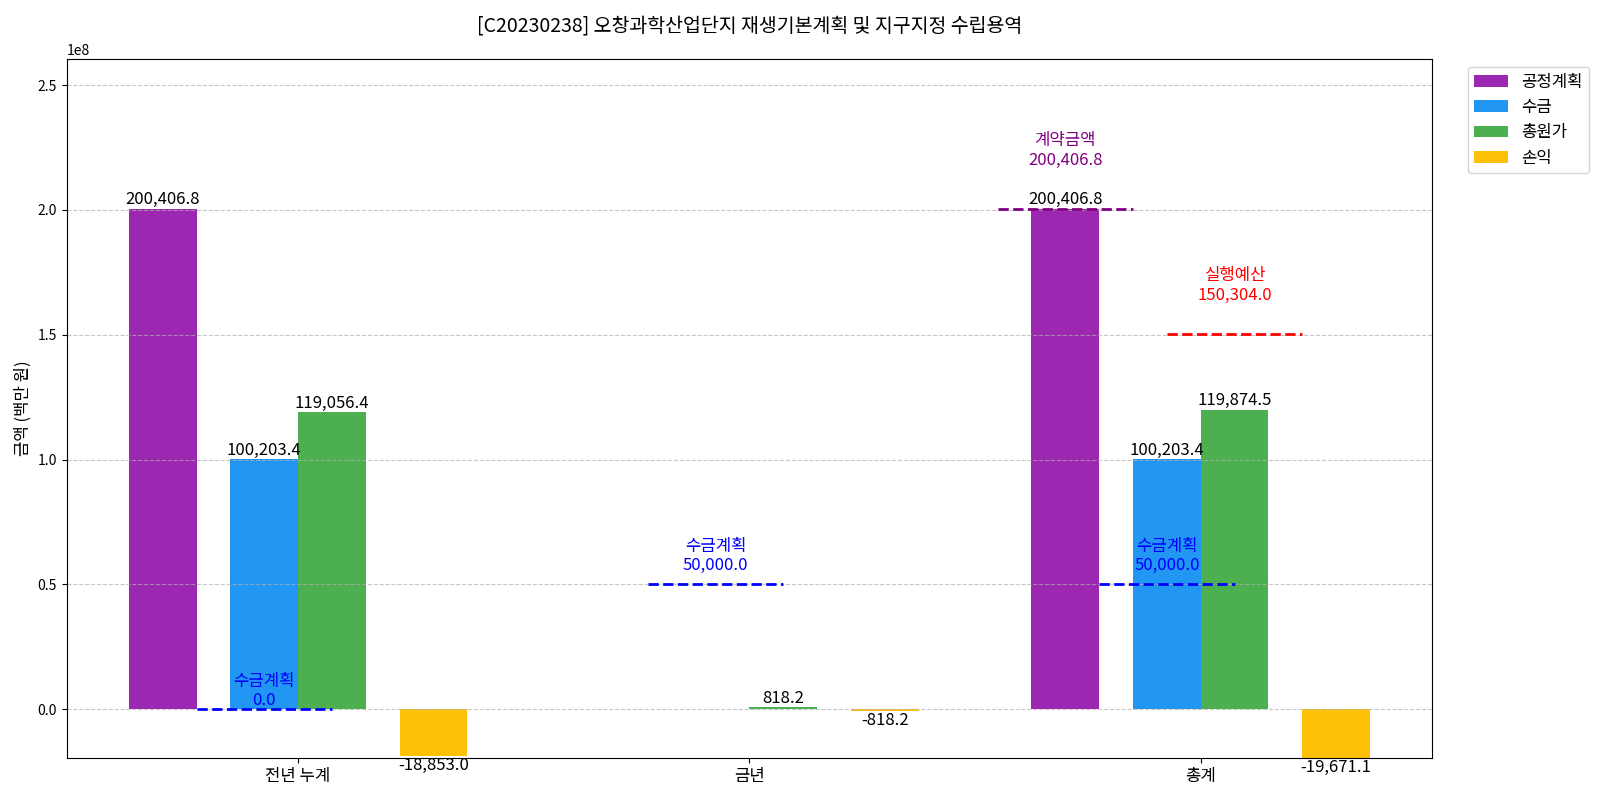 [C20230238] 오창과학산업단지 재생기본계획 및 지구지정 수립용역
1e8
금액 (백만 원)
2.5
2.0
1.5
1.0
0.5
0.0
공정계획
수금
총원가
손익
200,406.8
100,203.4
119,056.4
수금계획
0.0
-18,853.0
수금계획
50,000.0
818.2
-818.2
계약금액
200,406.8
200,406.8
실행예산
150,304.0
119,874.5
100,203.4
수금계획
50,000.0
-19,671.1
전년 누계
금년
총계